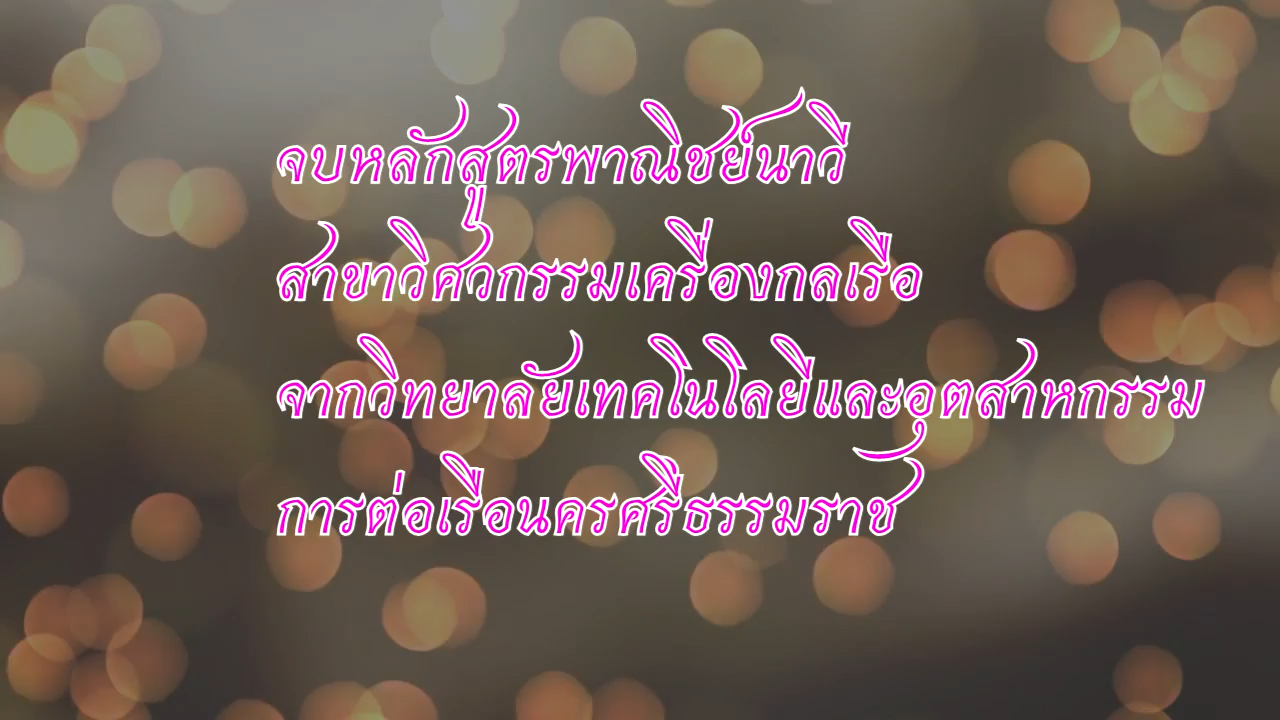 จบหลักสูตรพาณิชย์นาวี
สาขาวิศวกรรมเครื่องกลเรือ
จากวิทยาลัยเทคโนโลยีและอุตสาหกรรม
การต่อเรือนครศรีธรรมราช